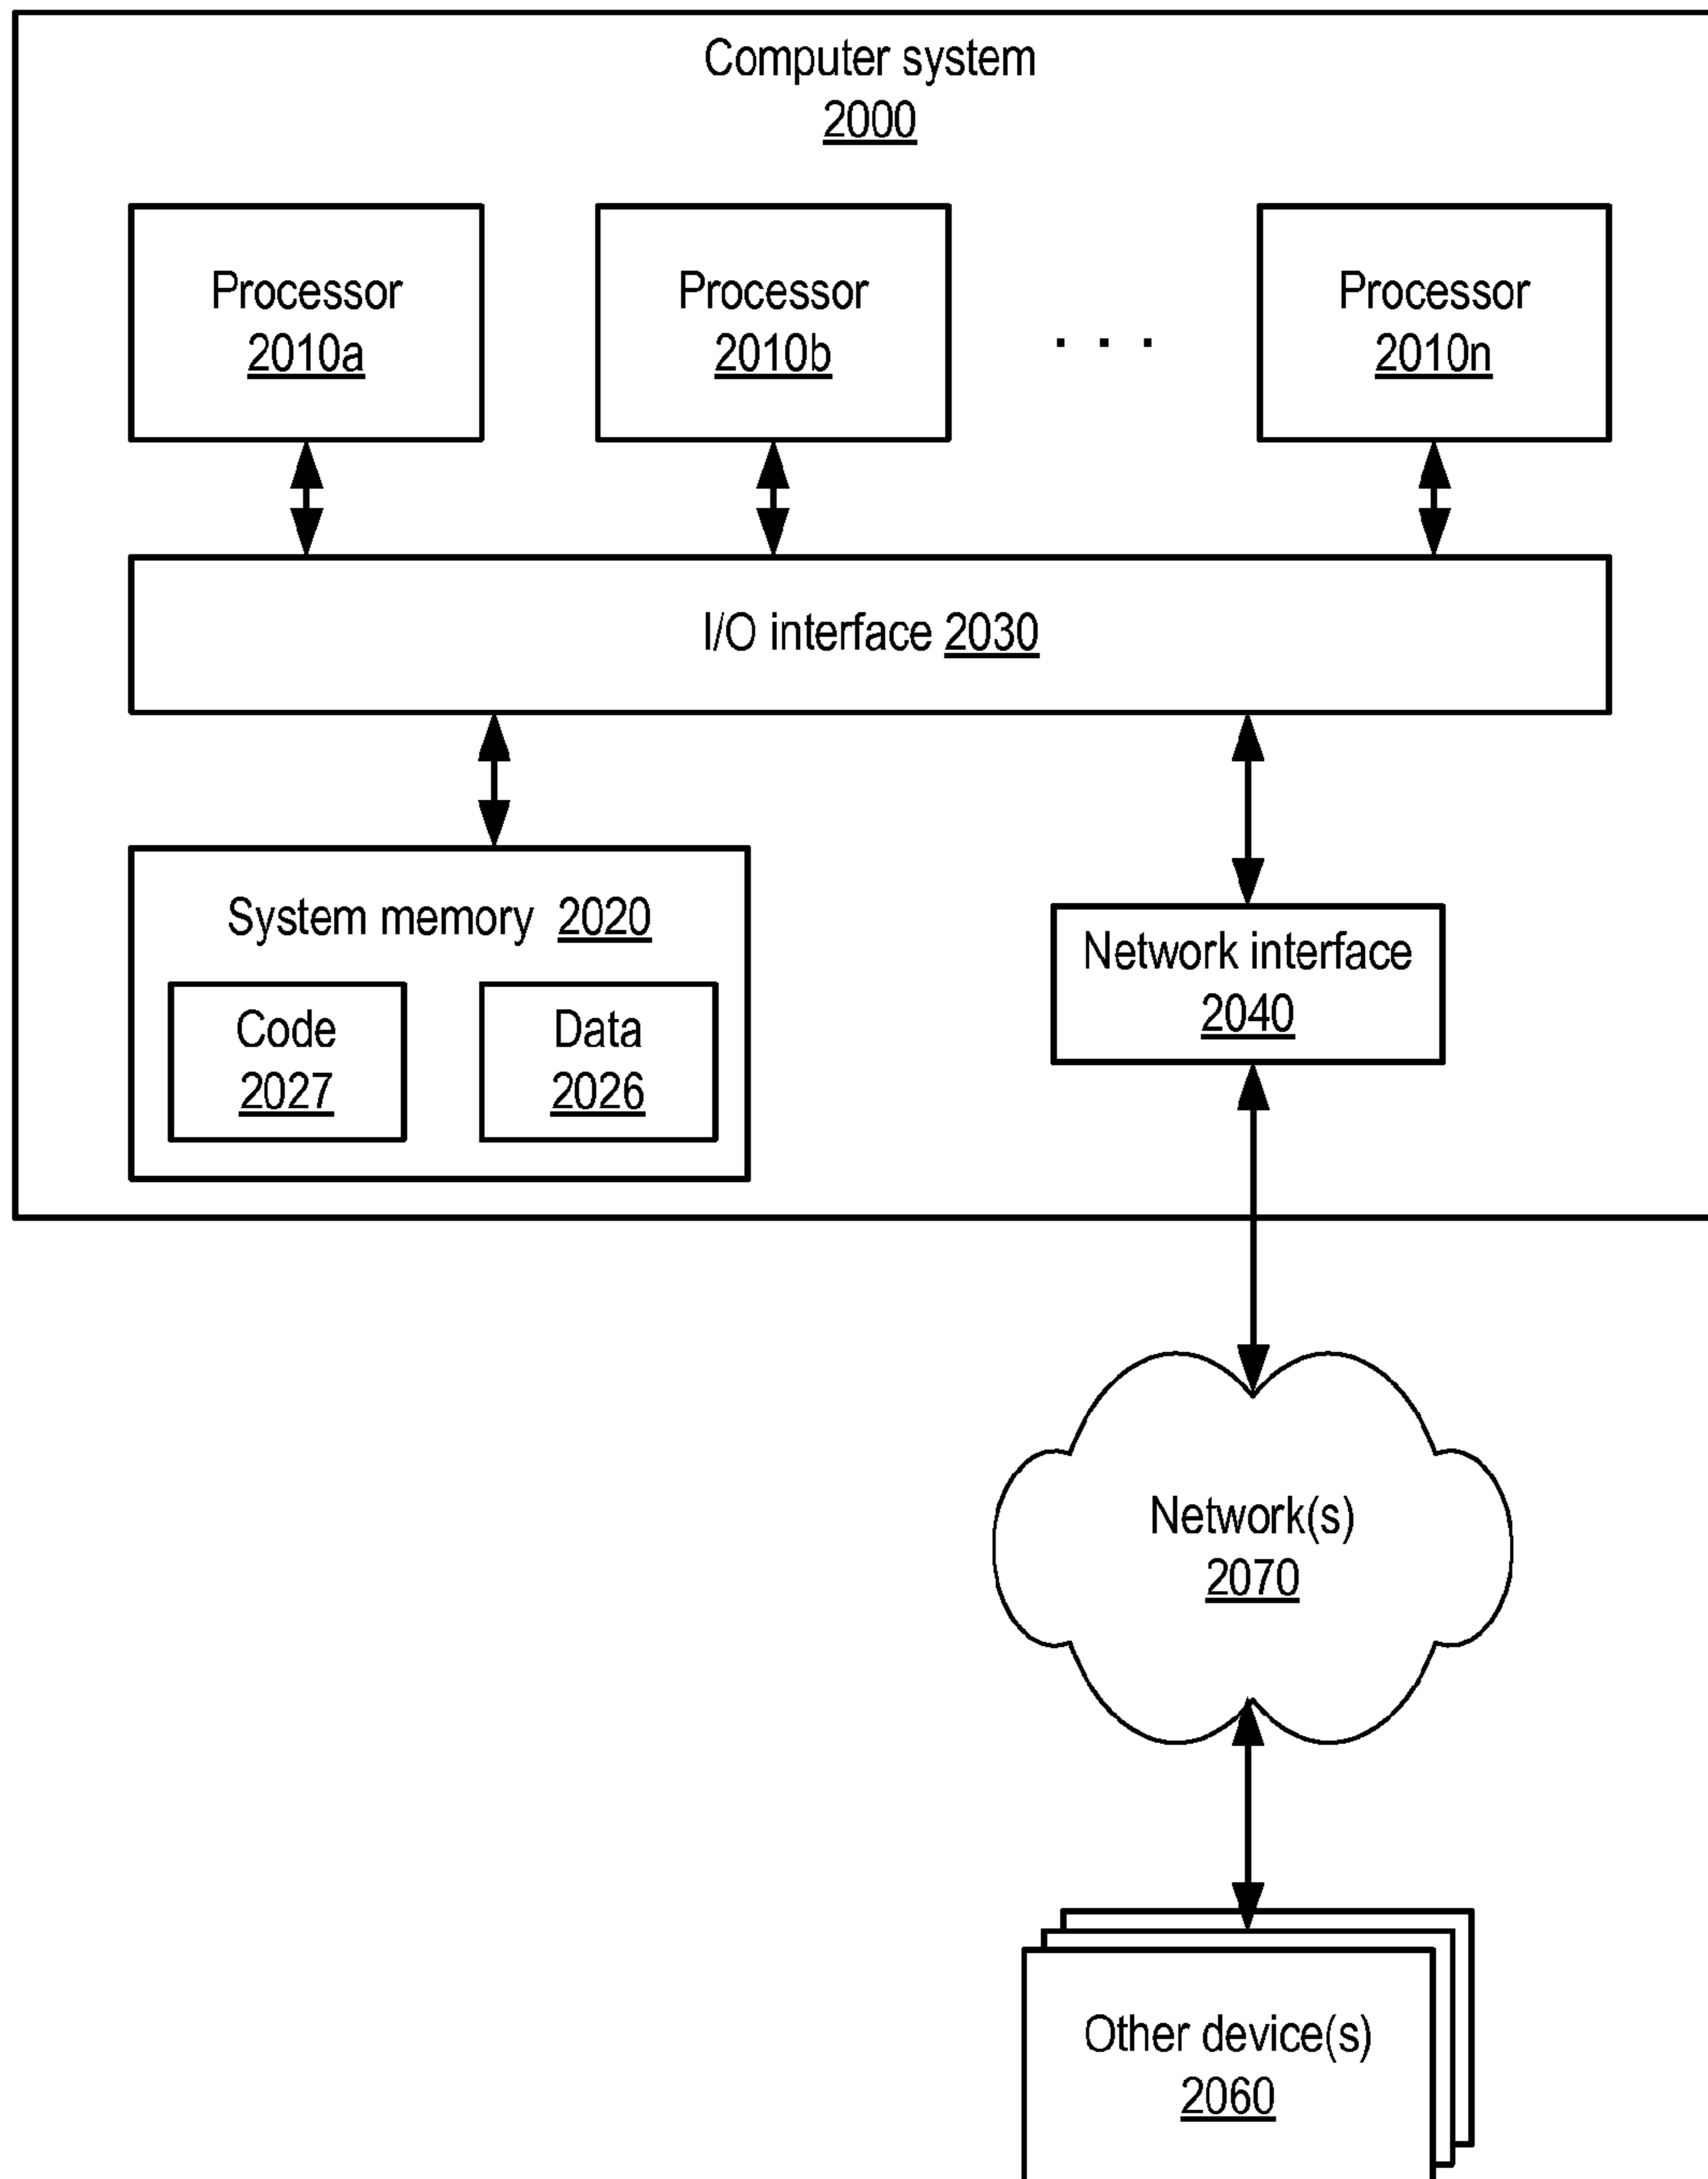 Computer system
2000
Processor
2010a
Processor
2010b
. . .
Processor
2010n
I/O interface 2030
System memory 2020
Code
2027
Data
2026
Network interface
2040
Network(s)
2070
Other device(s)
2060